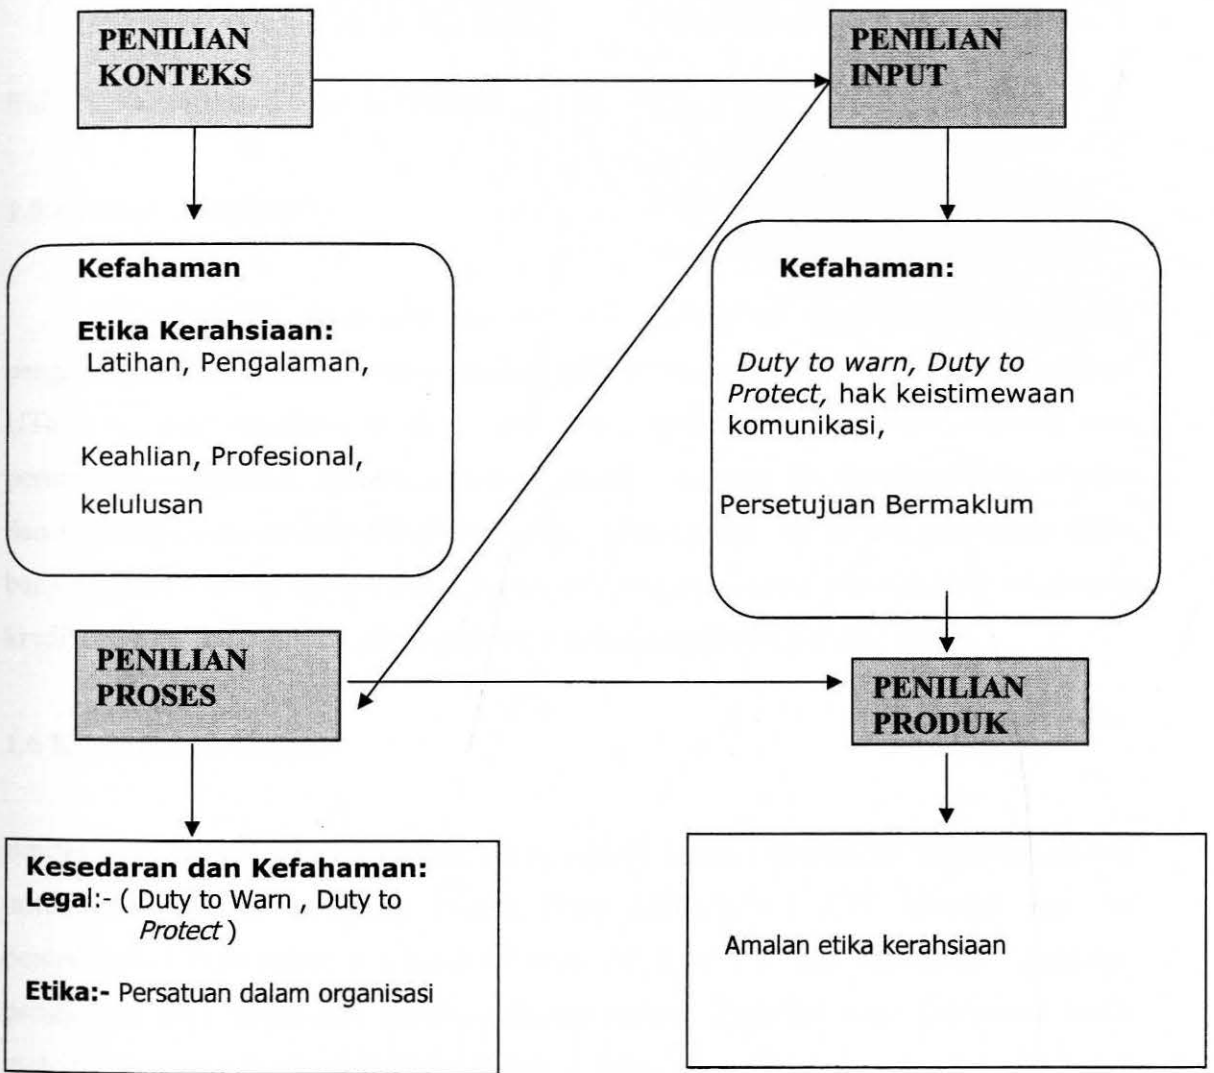 PENILIAN
KONTEKS
PENILIAN
INPUT
Kefahaman
Etika Kerahsiaan:
Latihan, Pengalaman,
Keahlian, Profesional,
kelulusan
Kefahaman:
Duty to warn, Duty to
Protect, hak keistimewaan
komunikasi,
Persetujuan Bermaklum
PENILIAN
PROSES
PENILIAN
PRODUK
Kesedaran dan Kefahaman:
Legal:- ( Duty to Warn , Duty to
Protect )
Etika:- Persatuan dalam organisasi
Amalan etika kerahsiaan